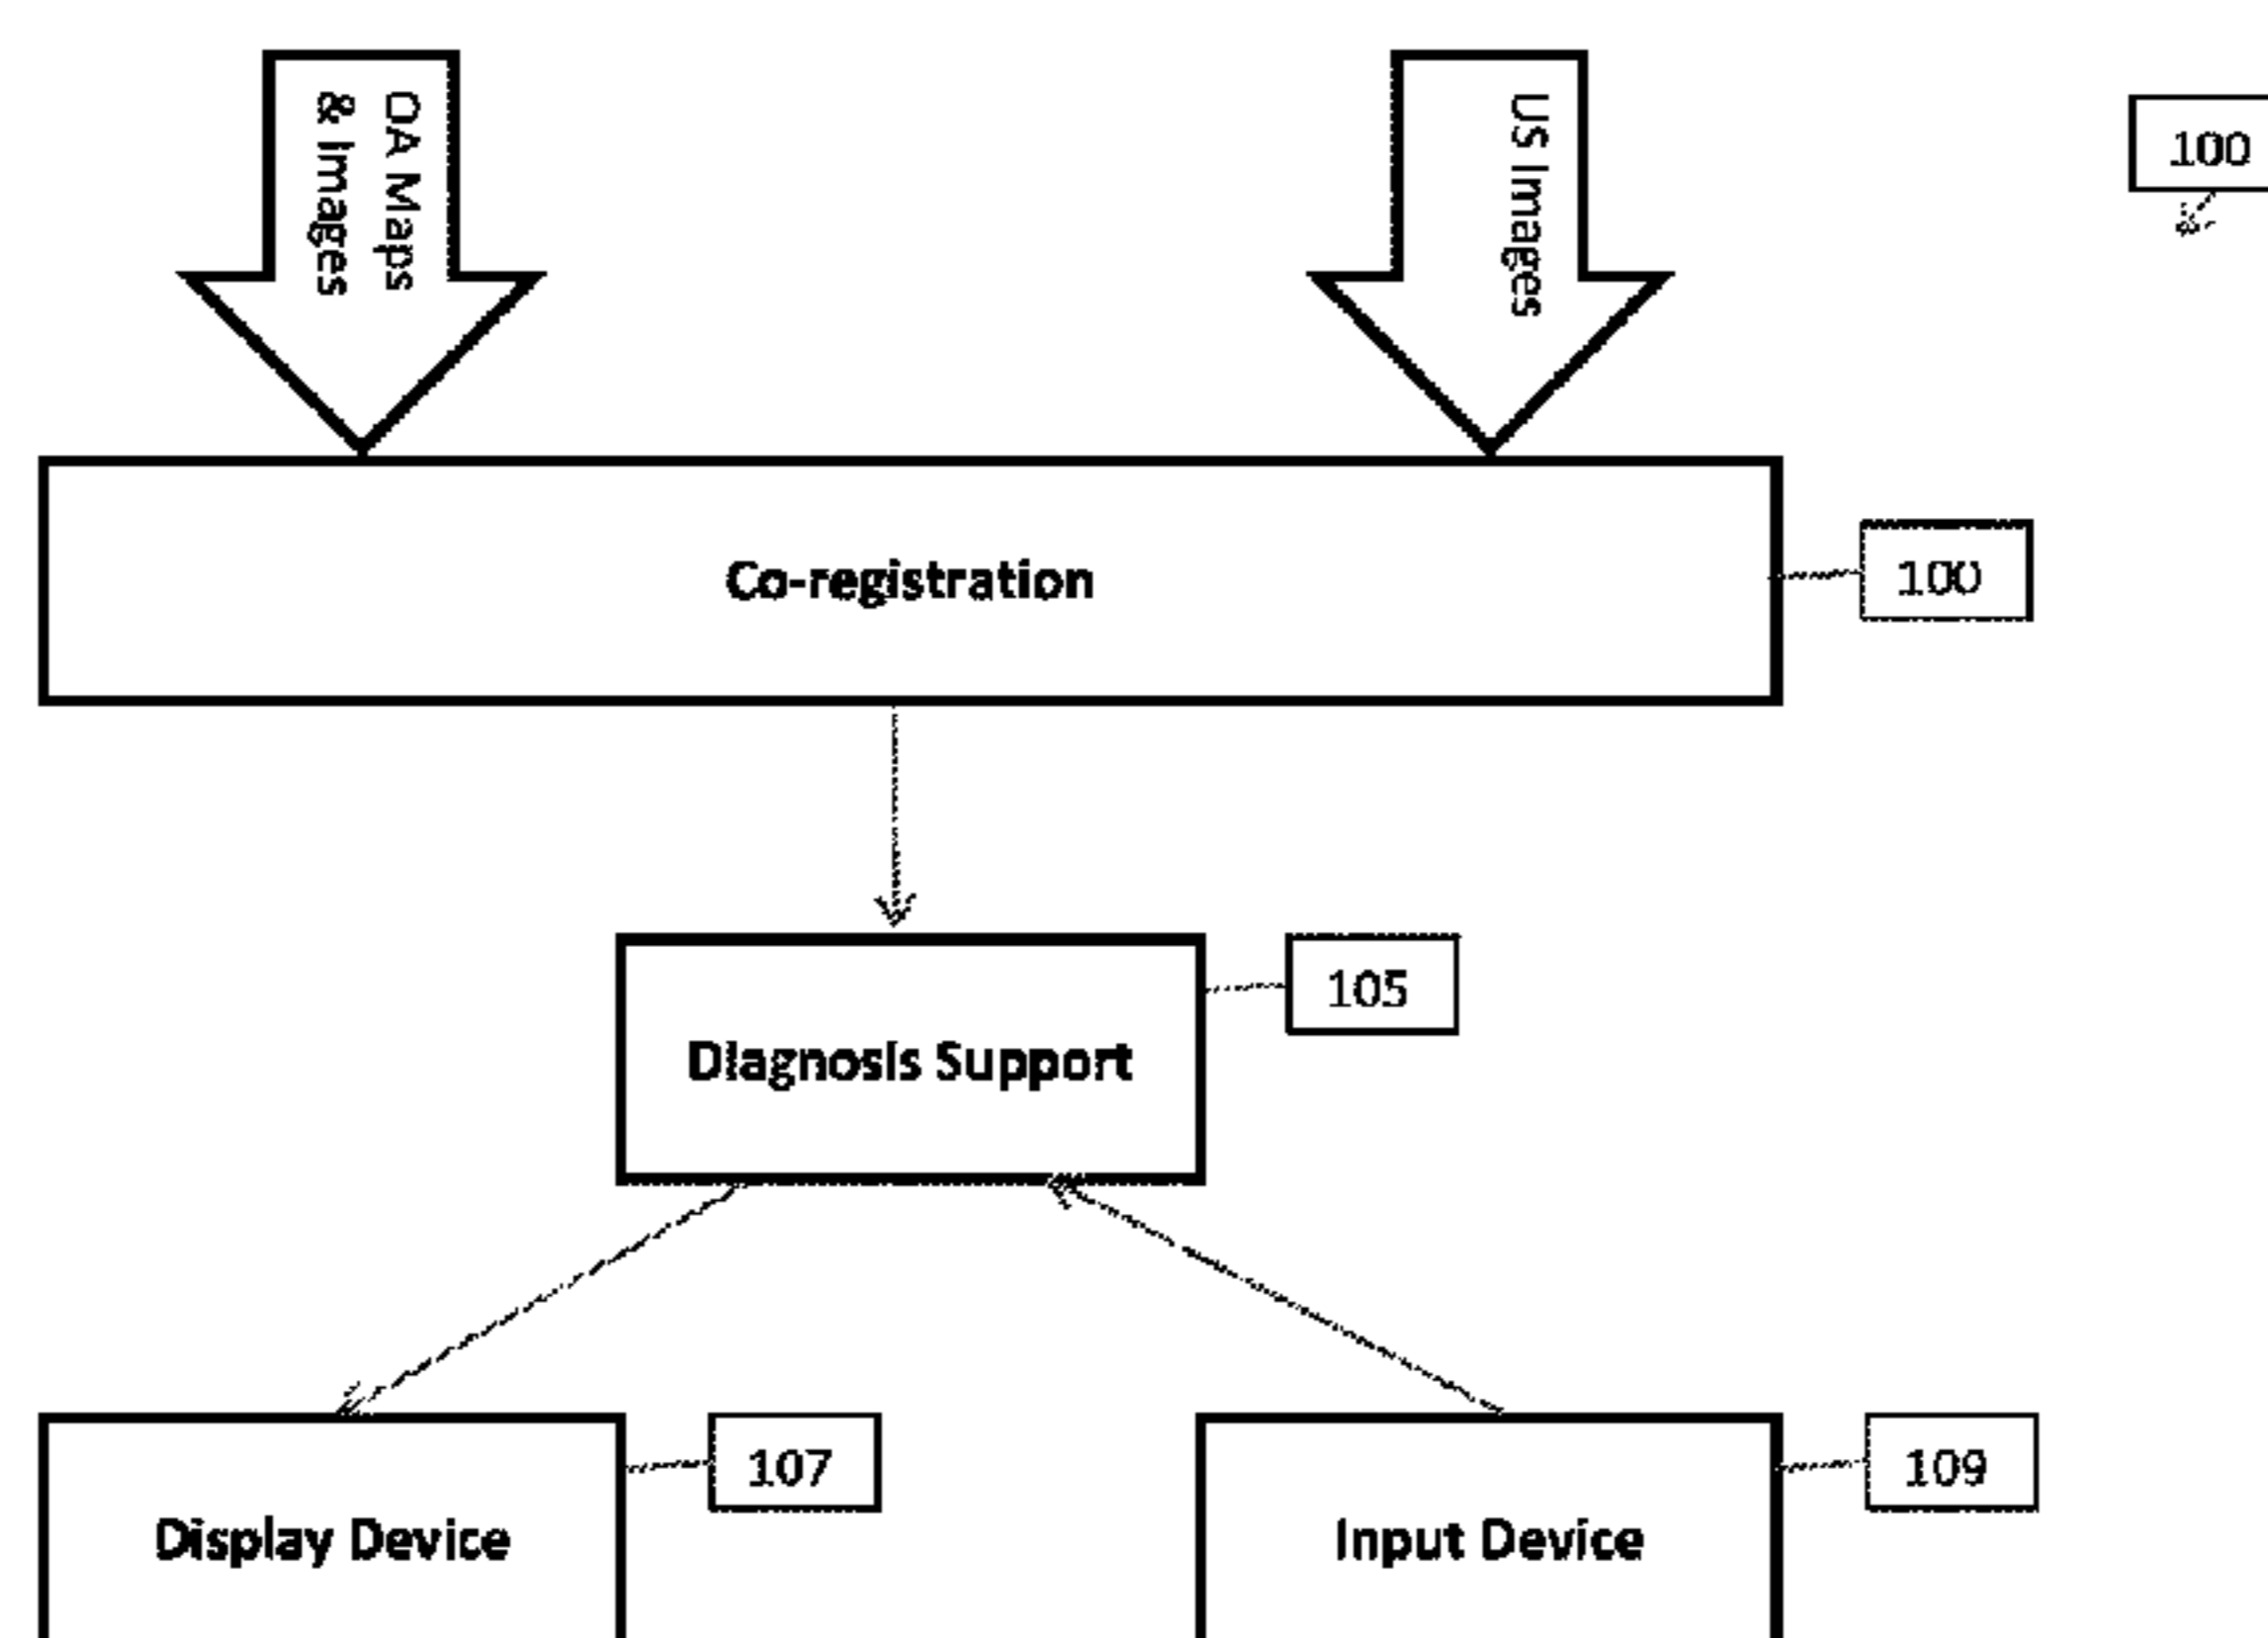 OA Maps
& Images
US Images
100
Co-registration
100
Diagnosis Support
105
Display Device
107
Input Device
109